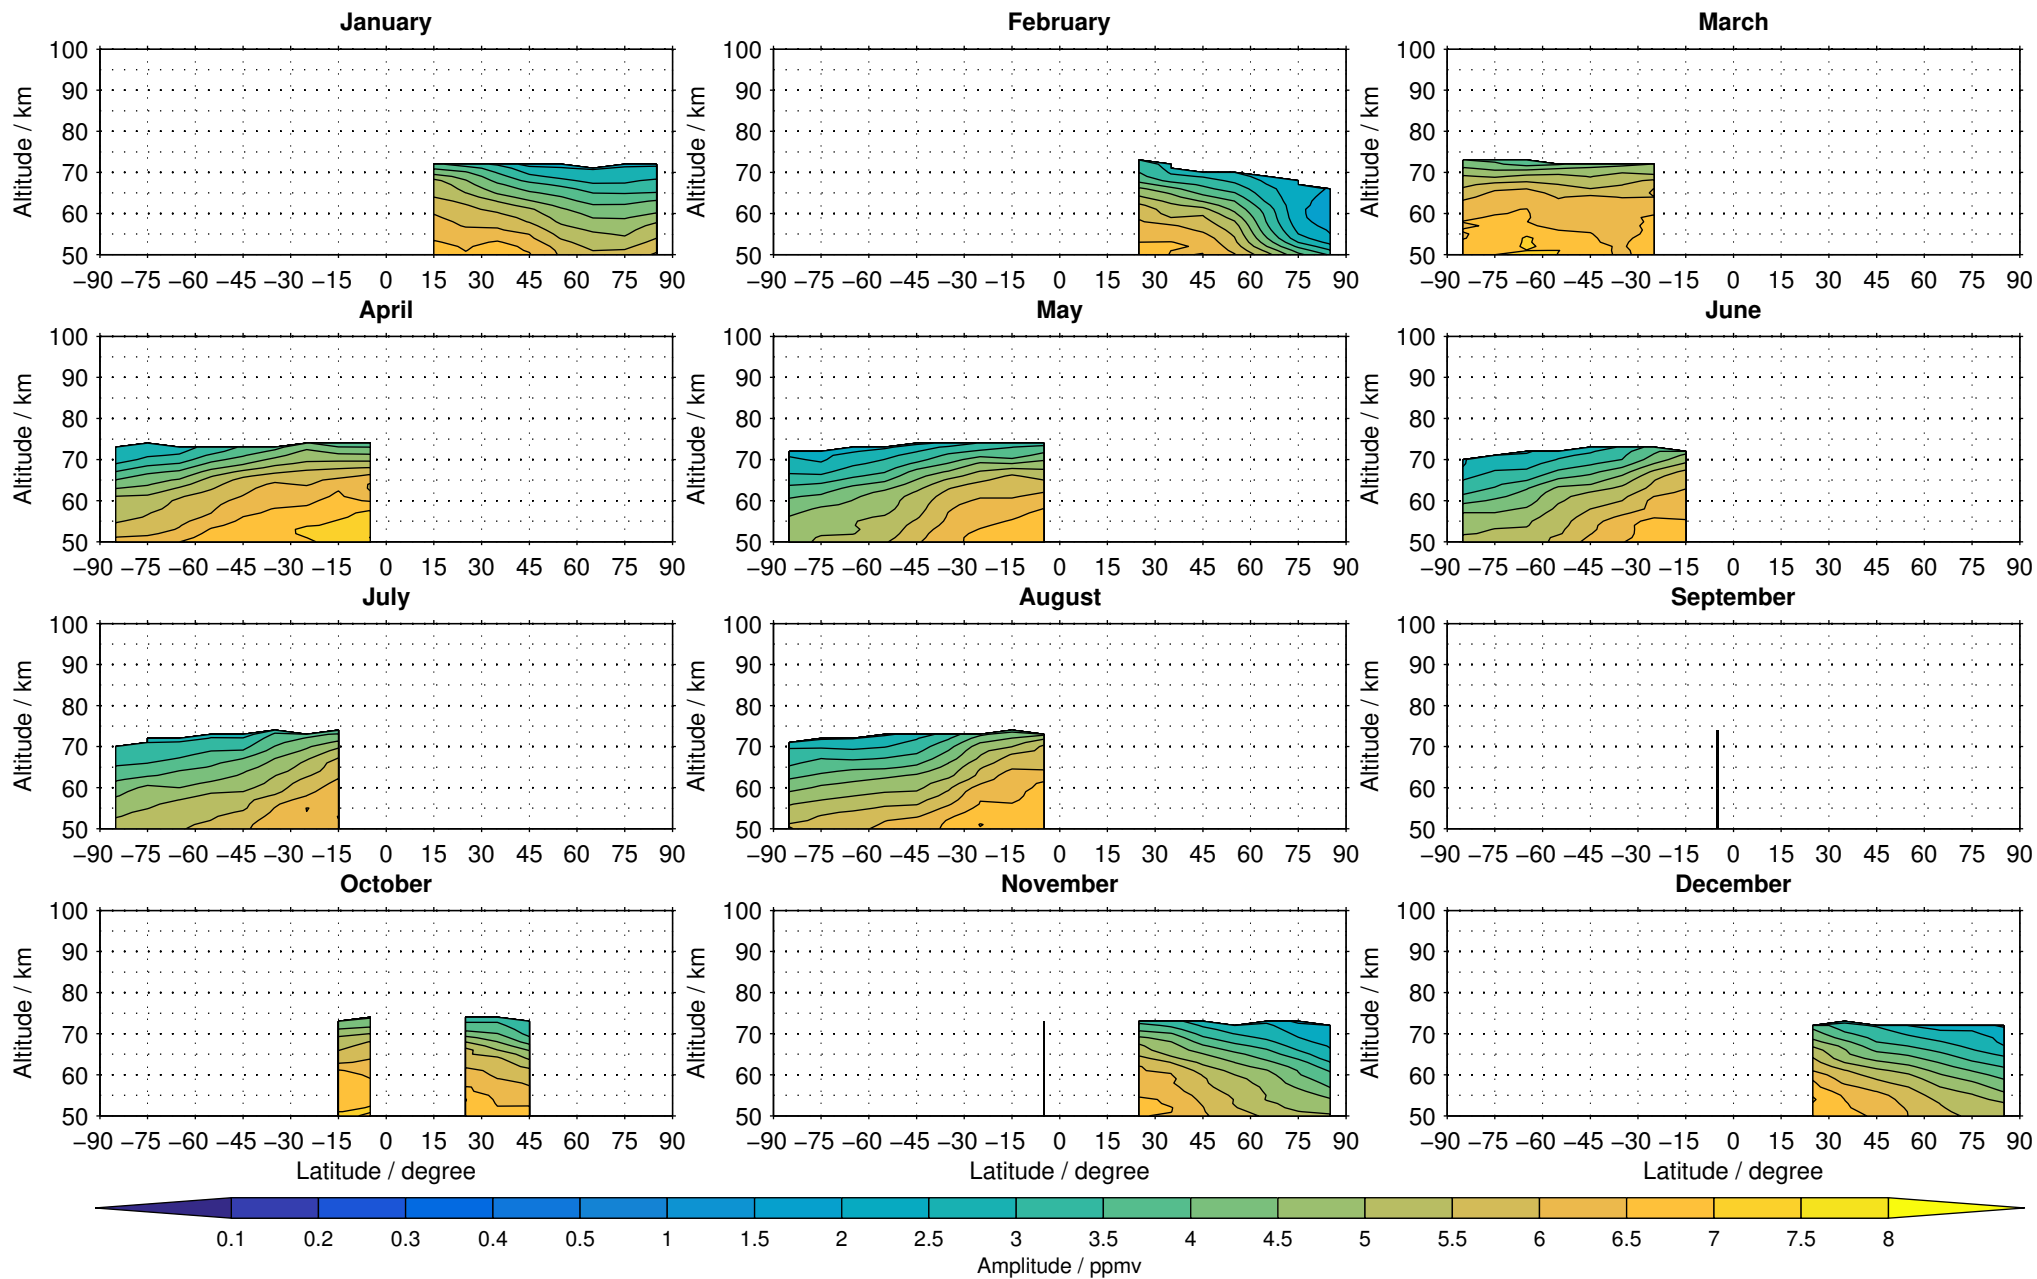 January February March
100 100 100
90 90 90
80 80 80
70 70 70
60 60 60
50 50 50
Altitude / km Altitude / km Altitude / km
−90 −75 −60 −45 −30 −15 0 15 30 45 60 75 90 −90 −75 −60 −45 −30 −15 0 15 30 45 60 75 90 −90 −75 −60 −45 −30 −15 0 15 30 45 60 75 90
April May June
100 100 100
90 90 90
80 80 80
70 70 70
60 60 60
50 50 50
Altitude / km Altitude / km Altitude / km
−90 −75 −60 −45 −30 −15 0 15 30 45 60 75 90 −90 −75 −60 −45 −30 −15 0 15 30 45 60 75 90 −90 −75 −60 −45 −30 −15 0 15 30 45 60 75 90
July August September
100 100 100
90 90 90
80 80 80
70 70 70
60 60 60
50 50 50
Altitude / km Altitude / km Altitude / km
−90 −75 −60 −45 −30 −15 0 15 30 45 60 75 90 −90 −75 −60 −45 −30 −15 0 15 30 45 60 75 90 −90 −75 −60 −45 −30 −15 0 15 30 45 60 75 90
October November December
100 100 100
90 90 90
80 80 80
70 70 70
60 60 60
50 50 50
Altitude / km Altitude / km Altitude / km
−90 −75 −60 −45 −30 −15 0 15 30 45 60 75 90 −90 −75 −60 −45 −30 −15 0 15 30 45 60 75 90 −90 −75 −60 −45 −30 −15 0 15 30 45 60 75 90
Latitude / degree Latitude / degree Latitude / degree
0.1 0.2 0.3 0.4 0.5 1 1.5 2 2.5 3 3.5 4 4.5 5 5.5 6 6.5 7 7.5 8
Amplitude / ppmv